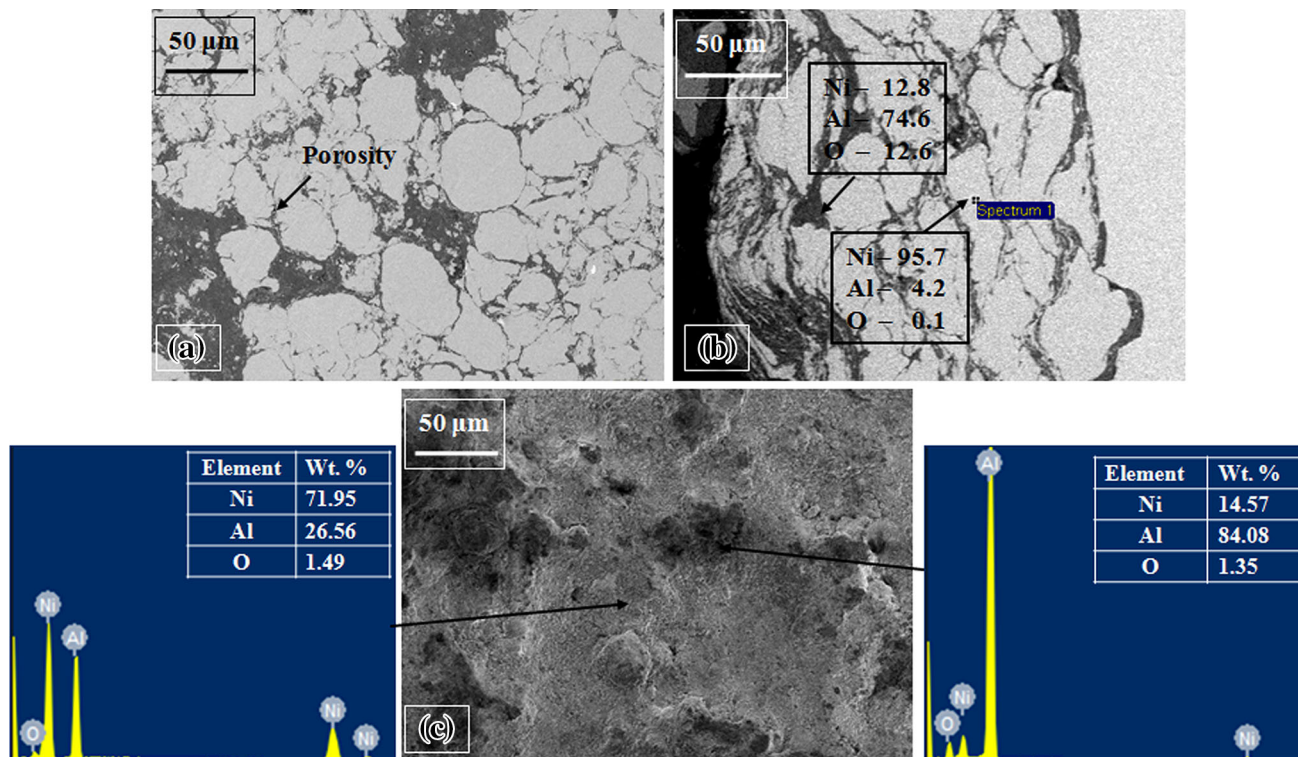 50 µm
Porosity
(a)
50 µm
Ni – 12.8
Al – 74.6
O – 12.6
Spectrum 1
Ni – 95.7
Al – 4.2
O – 0.1
(b)
Element Wt. %
Ni 71.95
Al 26.56
O 1.49
Ni
Al
O
Ni
Ni
50 µm
(c)
Element Wt. %
Ni 14.57
Al 84.08
O 1.35
Al
Ni
O
Ni